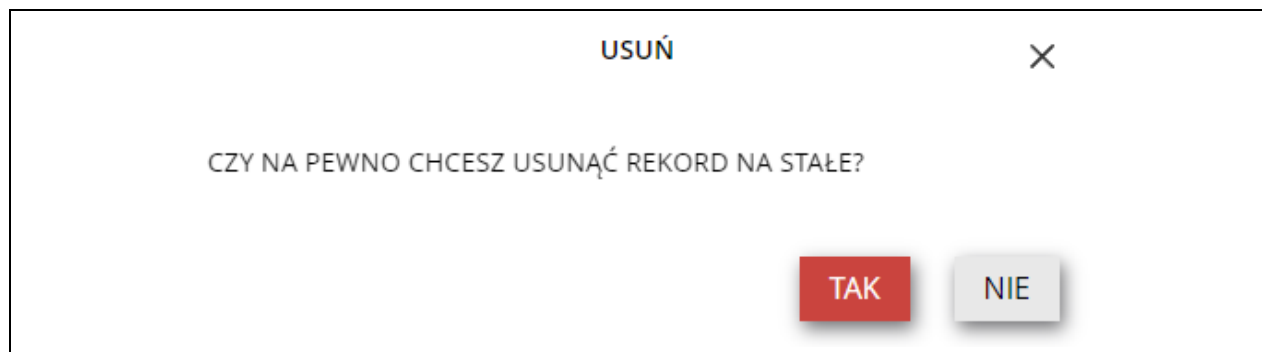 USUŃ
CZY NA PEWNO CHCESZ USUNĄĆ REKORD NA STAŁE?
TAK NIE